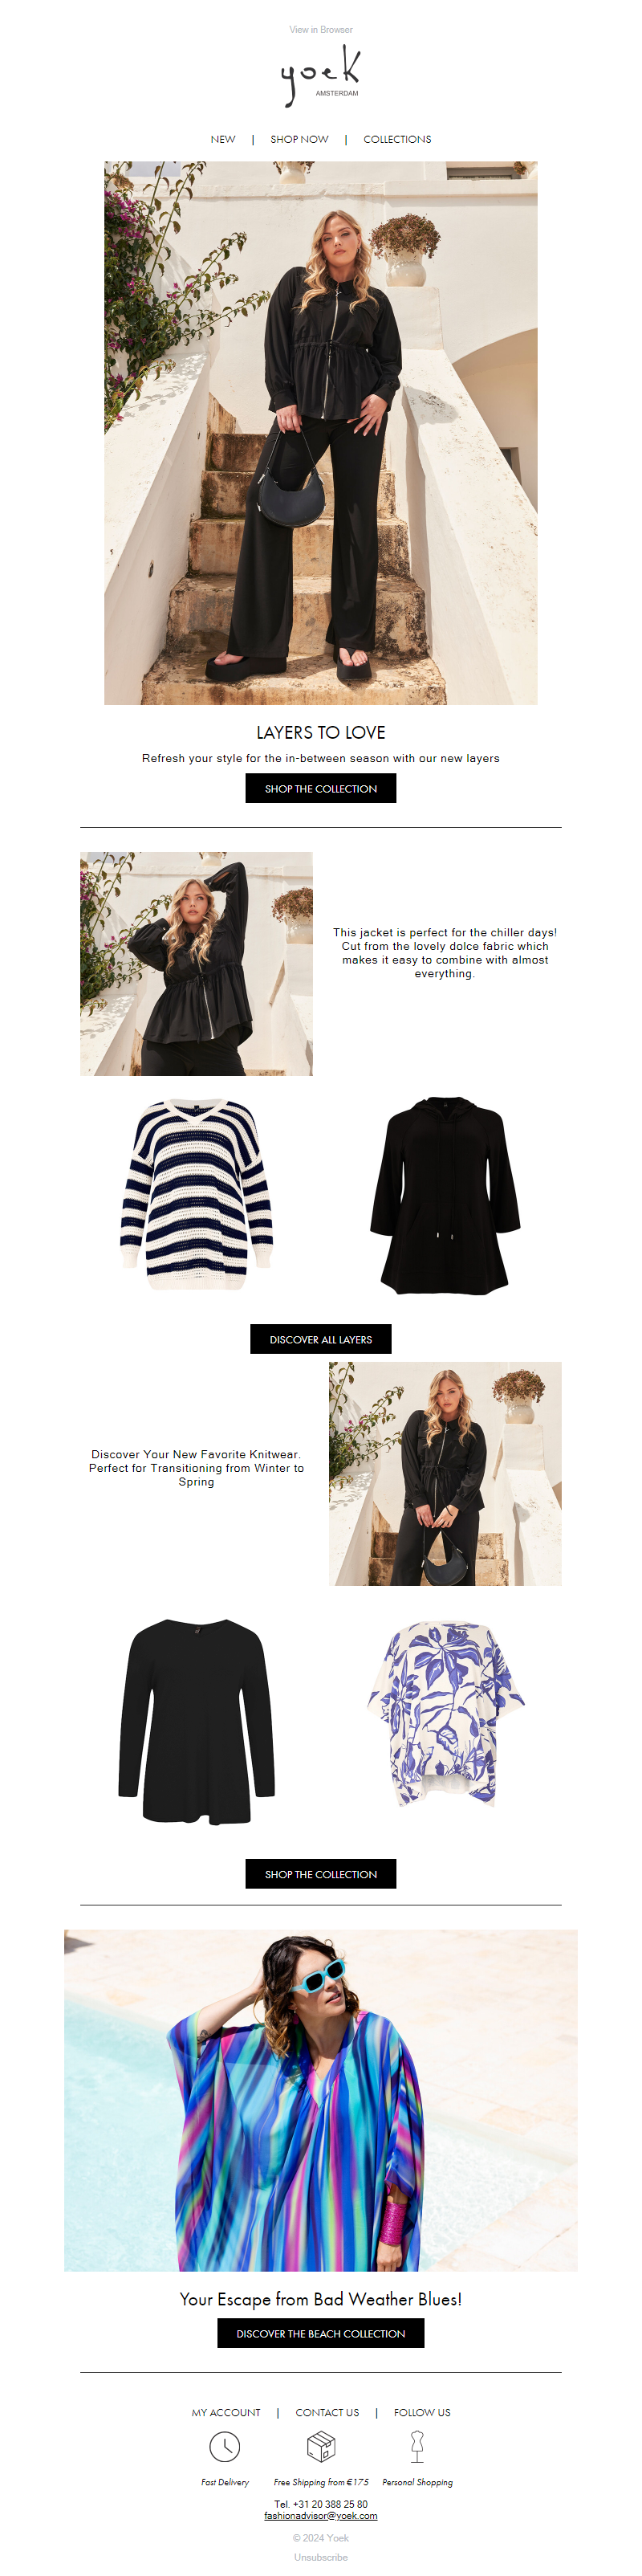 View in Browser
yoek
AMSTERDAM
NEW | SHOP NOW | COLLECTIONS
LAYERS TO LOVE
Refresh your style for the in-between season with our new layers
SHOP THE COLLECTION
This jacket is perfect for the chiller days!
Cut from the lovely dolce fabric which
makes it easy to combine with almost
everything.
DISCOVER ALL LAYERS
Discover Your New Favorite Knitwear.
Perfect for Transitioning from Winter to
Spring
SHOP THE COLLECTION
Your Escape from Bad Weather Blues!
DISCOVER THE BEACH COLLECTION
MY ACCOUNT | CONTACT US | FOLLOW US
Fast Delivery Free Shipping from €175 Personal Shopping
Tel. +31 20 388 25 80
fashionadvisor@yoek.com
© 2024 Yoek
Unsubscribe